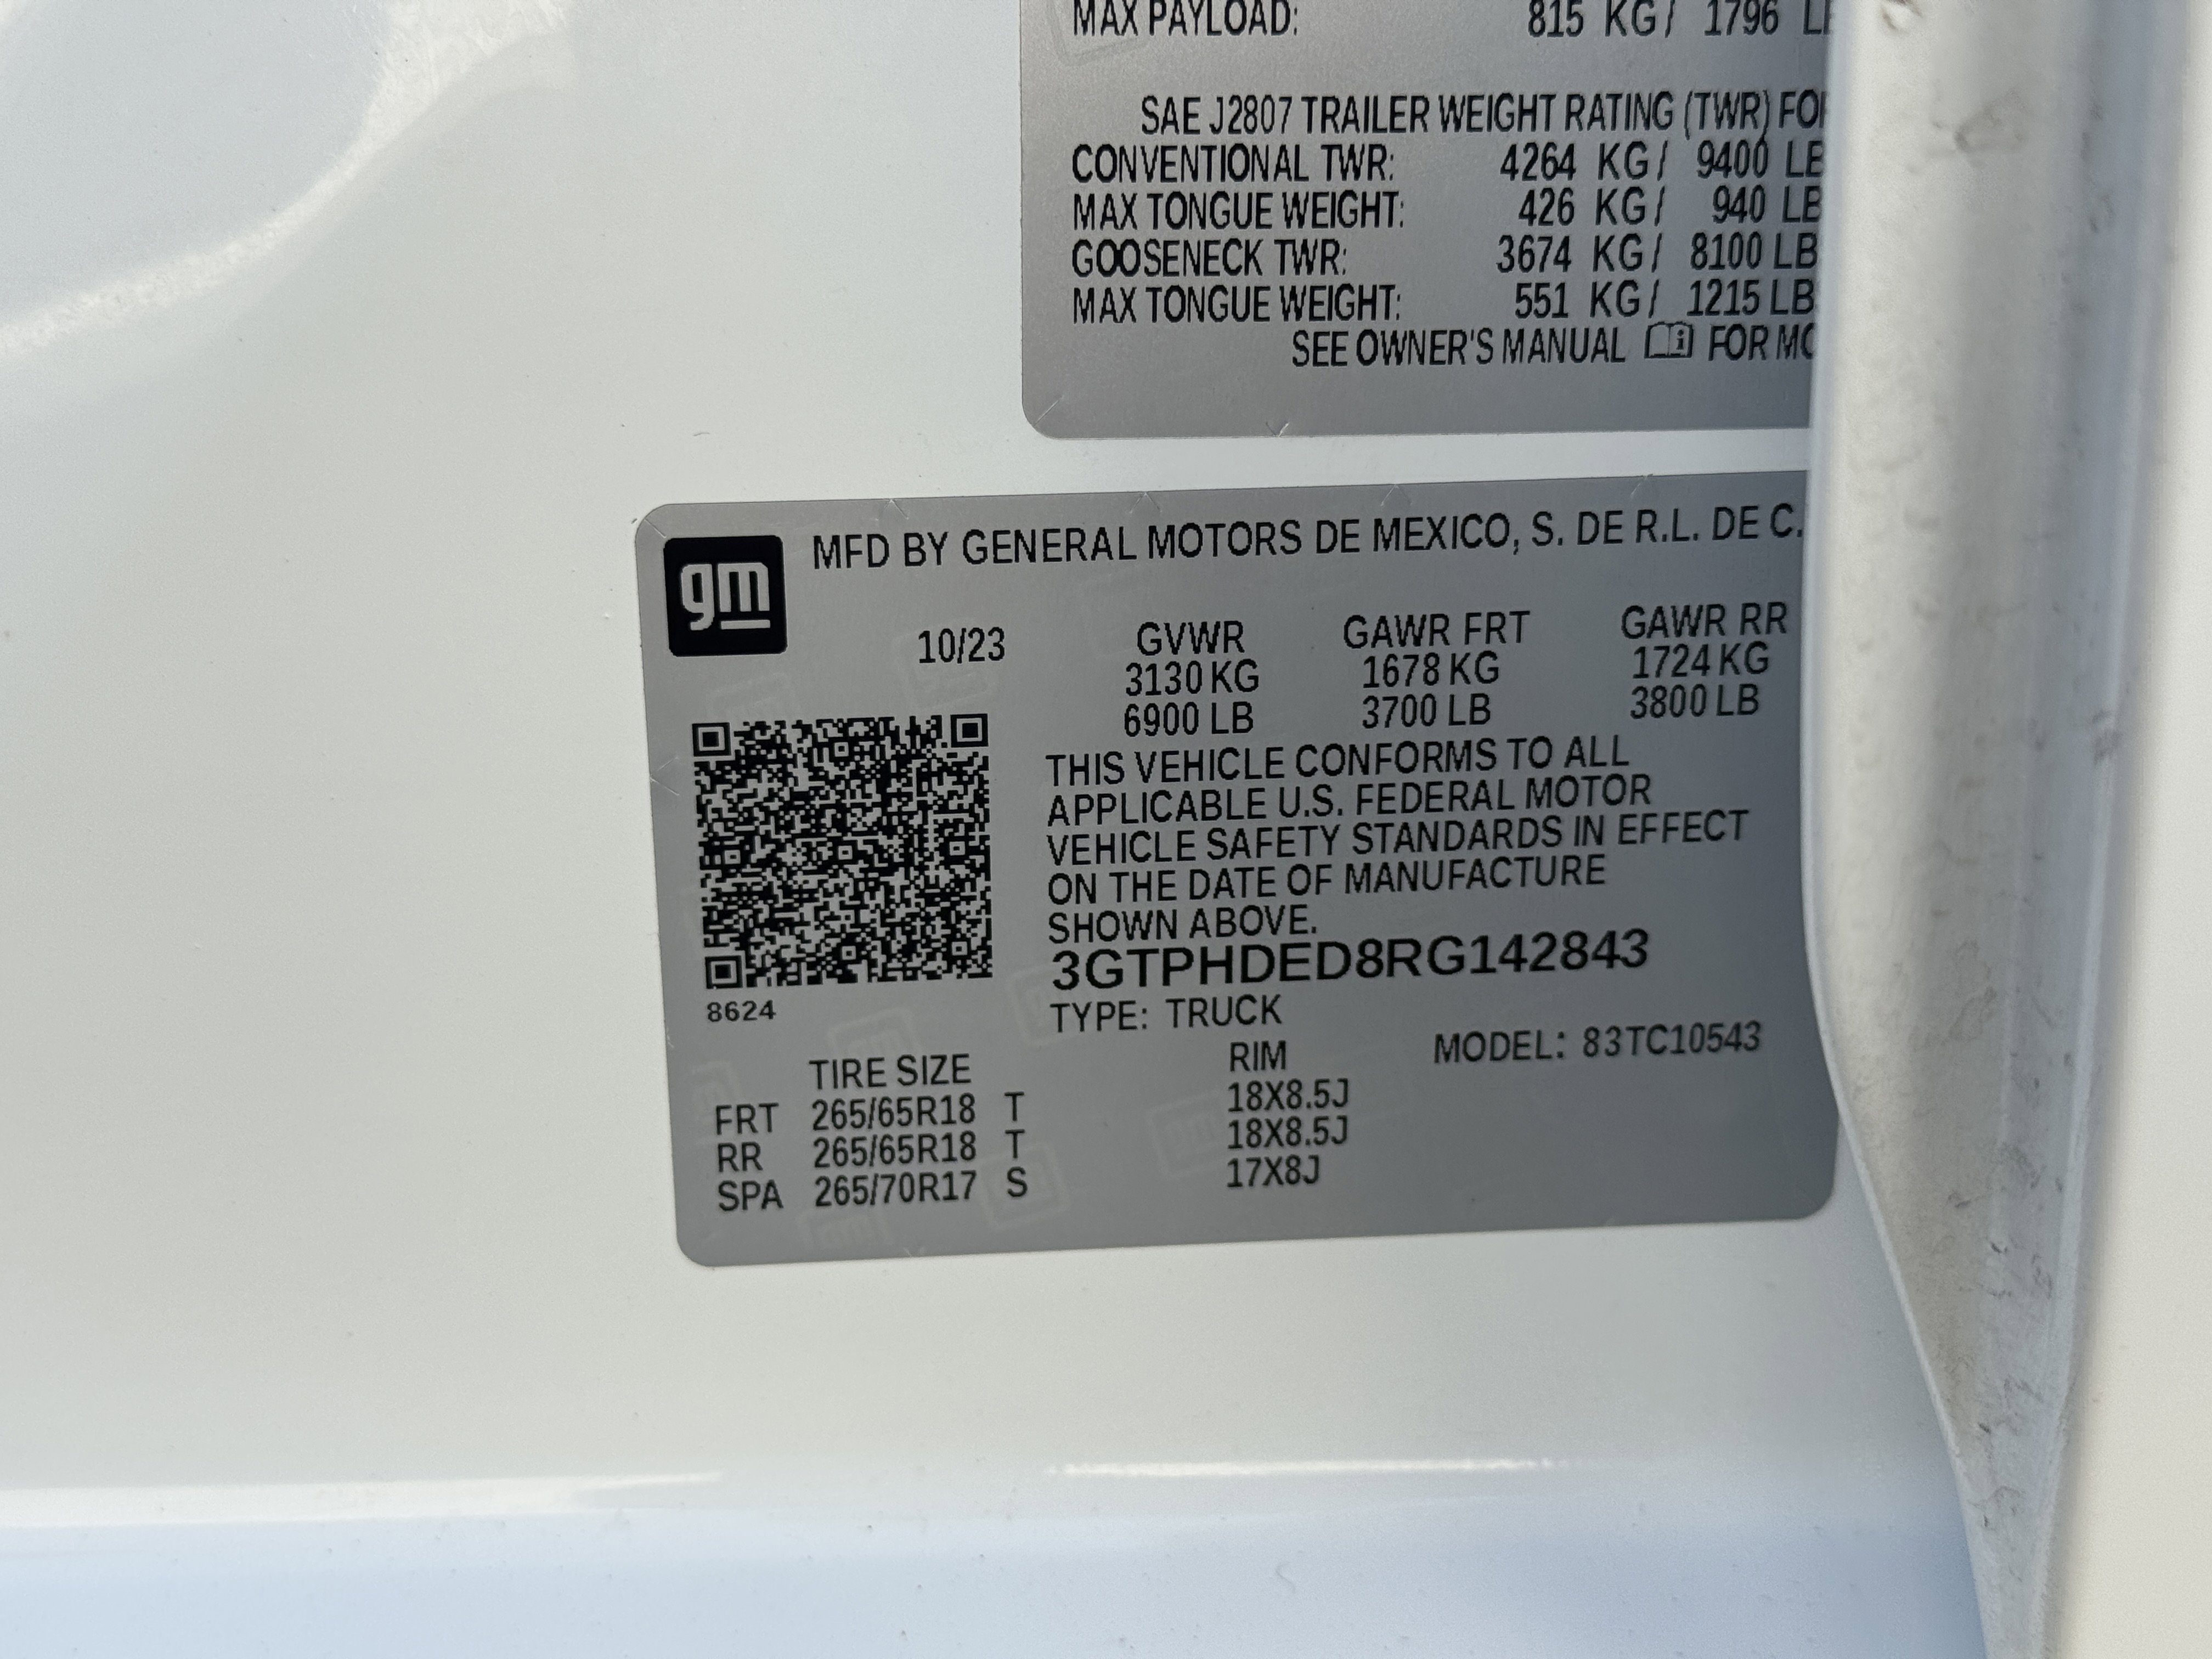 MAX PAYLOAD: 815 KG/ 1796
SAE J2807 TRAILER WEIGHT RATING (TWR)
CONVENTIONAL TWR: 4264 KG/ 9400 LB
MAX TONGUE WEIGHT: 426 KG/ 940 LB
GOOSENECK TWR: 3674 KG/ 8100 LB
MAX TONGUE WEIGHT: 551 KG/ 1215 LB
SEE OWNER'S MANUAL FOR
gm
MFD BY GENERAL MOTORS DE MEXICO, S. DE R.L. DE C.
10/23 GVWR GAWR FRT GAWR RR
3130 KG 1678 KG 1724 KG
6900 LB 3700 LB 3800 LB
THIS VEHICLE CONFORMS TO ALL
APPLICABLE U.S. FEDERAL MOTOR
VEHICLE SAFETY STANDARDS IN EFFECT
ON THE DATE OF MANUFACTURE
SHOWN ABOVE.
3GTPHDED8RG142843
8624
TYPE: TRUCK
MODEL: 83TC10543
TIRE SIZE RIM
FRT 265/65R18 T 18X8.5J
RR 265/65R18 T 18X8.5J
SPA 265/70R17 S 17X8J